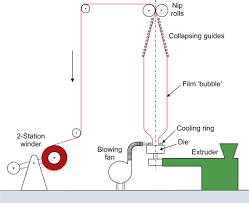 Nip
rolls
Collapsing guides
Film 'bubble'
2-Station
winder
Cooling ring
Die
Blowing
fan
Extruder